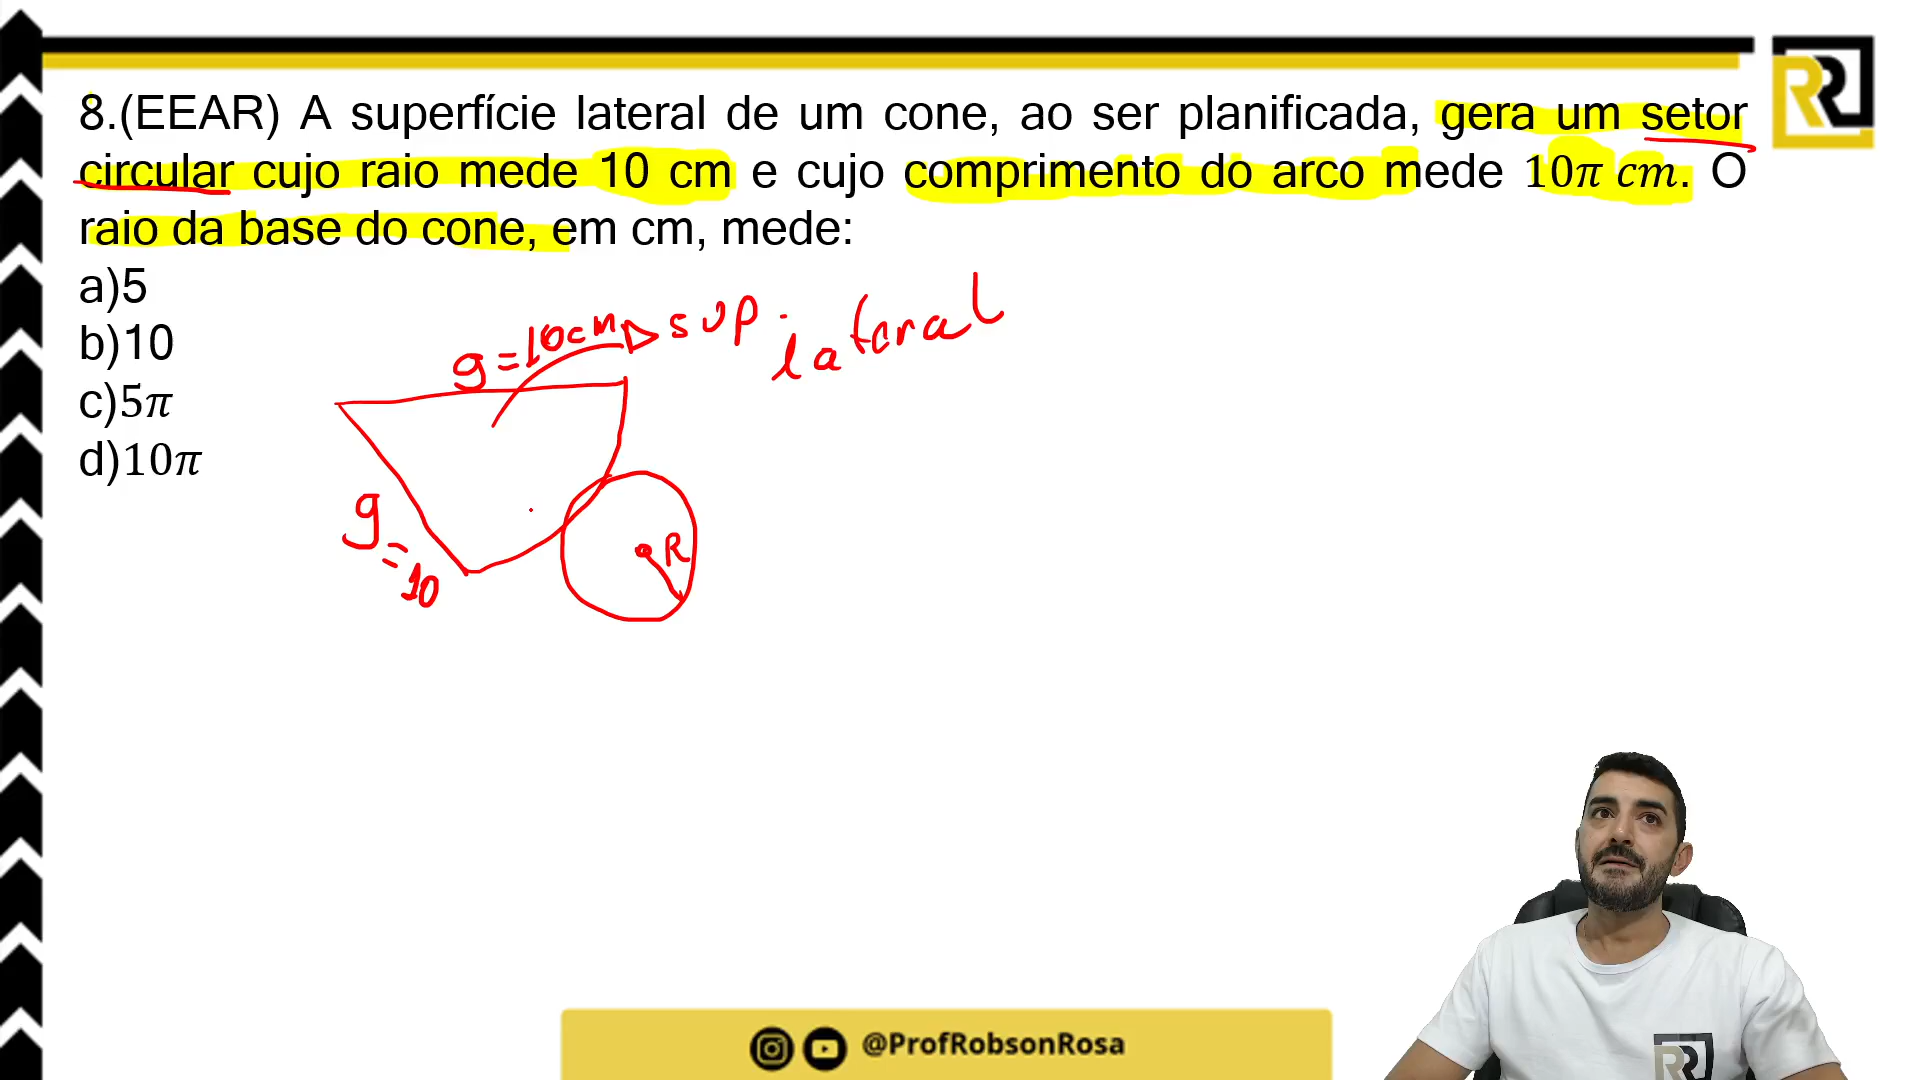 8.(EEAR) A superfície lateral de um cone, ao ser planificada, gera um setor
circular cujo raio mede 10 cm e cujo comprimento do arco mede 10π cm. O
raio da base do cone, em cm, mede:
a)5
b)10
c)5π
d)10π
g=10cm
sup. lateral
g=10
R
@ProfRobsonRosa
RR
RR